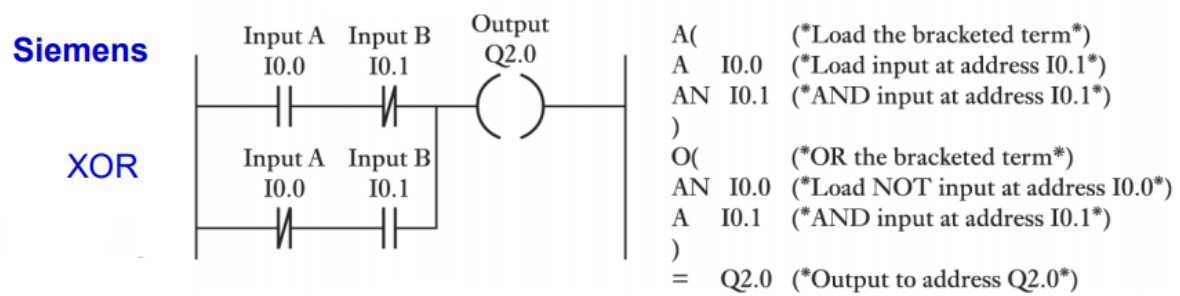 Siemens
XOR
Input A Input B Output
I0.0 I0.1 Q2.0
Input A Input B
I0.0 I0.1
A( (*Load the bracketed term*)
A I0.0 (*Load input at address I0.1*)
AN I0.1 (*AND input at address I0.1*)
)
O( (*OR the bracketed term*)
AN I0.0 (*Load NOT input at address I0.0*)
A I0.1 (*AND input at address I0.1*)
)
= Q2.0 (*Output to address Q2.0*)